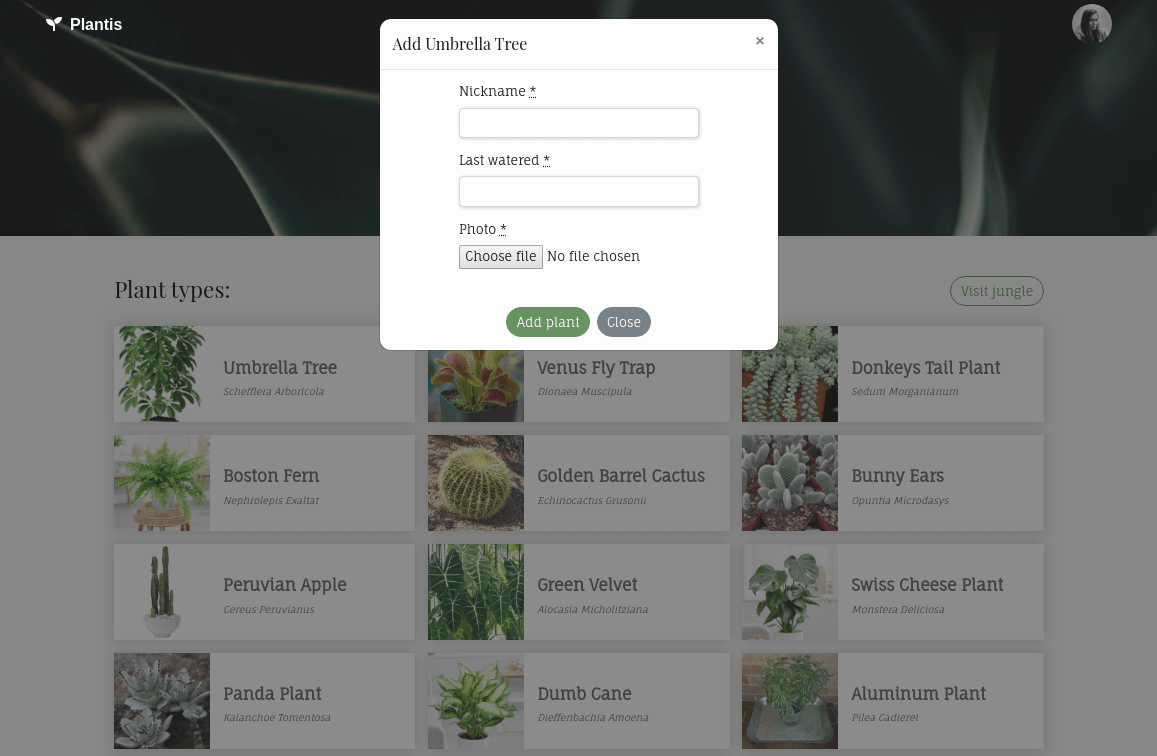 Plantis
Add Umbrella Tree
×
Nickname *
Last watered *
Photo *
Choose file No file chosen
Add plant Close
Plant types:
Visit jungle
Umbrella Tree
Schefflera Arboricola
Venus Fly Trap
Dionaea Muscipula
Donkeys Tail Plant
Sedum Morganianum
Boston Fern
Nephrolepis Exaltat
Golden Barrel Cactus
Echinocactus Grusonii
Bunny Ears
Opuntia Microdasys
Peruvian Apple
Cereus Peruvianus
Green Velvet
Alocasia Micholitziana
Swiss Cheese Plant
Monstera Deliciosa
Panda Plant
Kalanchoe Tomentosa
Dumb Cane
Dieffenbachia Amoena
Aluminum Plant
Pilea Cadierei